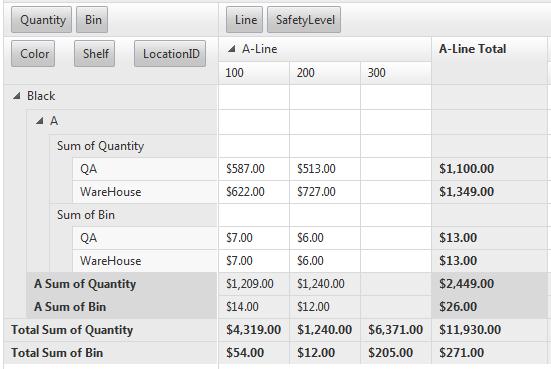 Quantity Bin Line SafetyLevel
Color Shelf LocationID A-Line A-Line Total
100 200 300
Black
A
Sum of Quantity
QA $587.00 $513.00 $1,100.00
WareHouse $622.00 $727.00 $1,349.00
Sum of Bin
QA $7.00 $6.00 $13.00
WareHouse $7.00 $6.00 $13.00
A Sum of Quantity $1,209.00 $1,240.00 $2,449.00
A Sum of Bin $14.00 $12.00 $26.00
Total Sum of Quantity $4,319.00 $1,240.00 $6,371.00 $11,930.00
Total Sum of Bin $54.00 $12.00 $205.00 $271.00